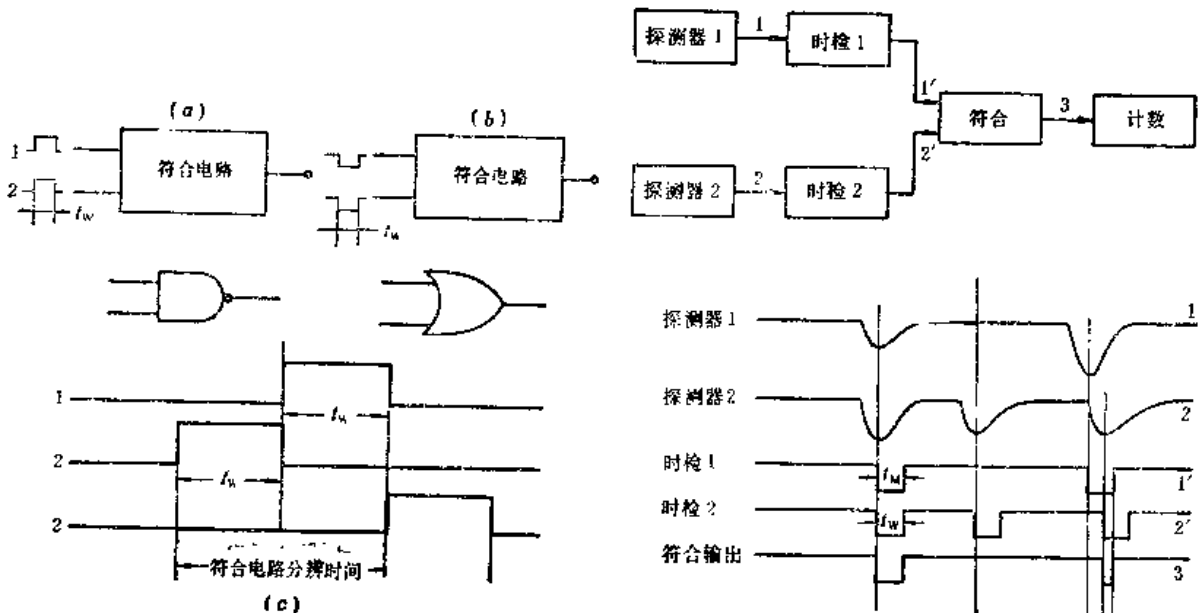 (a)
1
2
t_W
符合电路
(b)
t_W
符合电路
1
t_W
2
t_W
2
符合电路分辨时间
(c)
探测器1
1
时检1
1′
符合
3
计数
2′
探测器2
2
时检2
探测器1
1
探测器2
2
时检1
t_M
1′
时检2
t_W
2′
符合输出
3